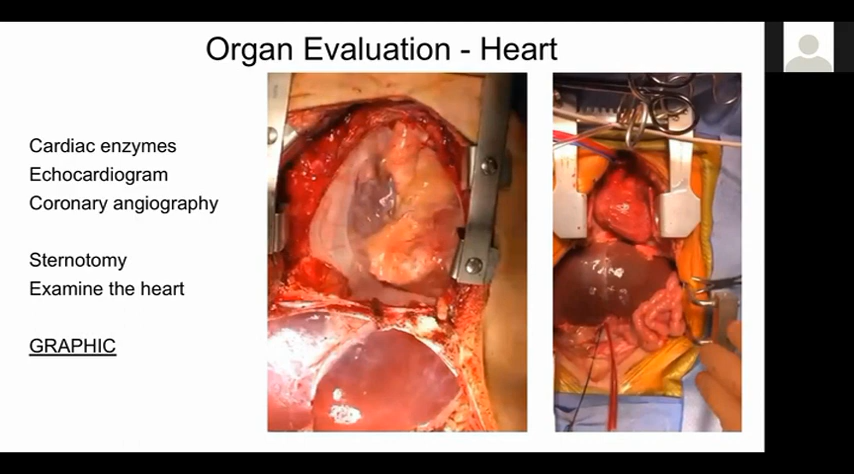 Organ Evaluation - Heart
Cardiac enzymes
Echocardiogram
Coronary angiography
Sternotomy
Examine the heart
GRAPHIC